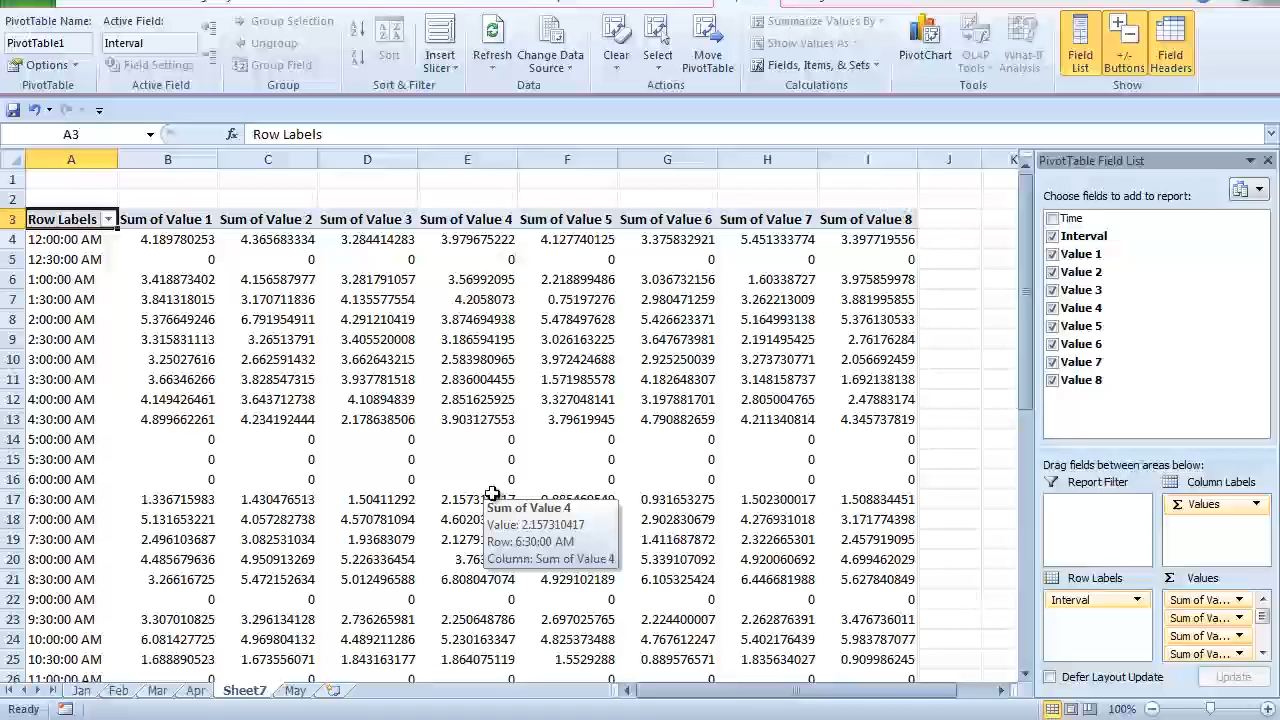 PivotTable Name: Active Field: Group Selection Summarize Values By
PivotTable1 Interval Ungroup Sort Insert Slicer Refresh Change Data Source Clear Select Move PivotTable Show Values As PivotChart OLAP Tools What-If Analysis Field List +/- Buttons Field Headers
Options Field Settings Group Field Fields, Items, & Sets
PivotTable Active Field Group Sort & Filter Data Actions Calculations Tools Show
A3 fx Row Labels
A B C D E F G H I J K
1
2
3 Row Labels Sum of Value 1 Sum of Value 2 Sum of Value 3 Sum of Value 4 Sum of Value 5 Sum of Value 6 Sum of Value 7 Sum of Value 8
4 12:00:00 AM 4.189780253 4.365683334 3.734414283 3.979675222 4.127740125 3.375832921 5.451333774 3.397719556
5 12:30:00 AM 0 0 0 0 0 0 0 0
6 1:00:00 AM 3.418873402 4.156587977 3.281791057 3.56992095 2.218899486 3.036732156 1.60338727 3.975859978
7 1:30:00 AM 3.841318015 3.170711836 4.135577554 4.2058073 0.75197276 2.980471259 3.262215009 3.881995855
8 2:00:00 AM 5.376649246 6.791954911 4.291210419 3.874694938 5.478497628 5.426623371 5.164993138 5.376130533
9 2:30:00 AM 3.315831113 3.26513791 3.405520008 3.186594195 3.026163225 3.647673981 2.191495425 2.76176284
10 3:00:00 AM 3.25027616 2.662591432 3.662643215 2.583980965 3.972424688 2.925250039 3.273730771 2.056692459
11 3:30:00 AM 3.66346266 3.828547315 3.937781518 2.836004455 1.571985578 4.182648307 3.148158737 1.692138138
12 4:00:00 AM 4.149426461 3.643712738 4.10894839 2.851625925 3.327048141 3.197881701 2.805004765 2.47883174
13 4:30:00 AM 4.899662261 4.234192444 2.178638506 3.903127553 3.79619945 4.790882659 4.211340814 4.345737819
14 5:00:00 AM 0 0 0 0 0 0 0 0
15 5:30:00 AM 0 0 0 0 0 0 0 0
16 6:00:00 AM 0 0 0 0 0 0 0 0
17 6:30:00 AM 1.336715983 1.430476513 1.50411292 0.931653275 1.502300017 1.508834451
18 7:00:00 AM 5.131653221 4.057282738 4.570781094 2.902830679 4.276931018 3.171774398
19 7:30:00 AM 2.496103687 3.082531034 1.93683079 1.411687872 2.322665301 2.457919095
20 8:00:00 AM 4.485679636 4.950913269 5.226336454 5.339107092 4.920060692 4.699462029
21 8:30:00 AM 3.26616725 5.472152634 5.012496588 6.808047074 4.929102189 6.105325424 6.446681988 5.627840849
22 9:00:00 AM 0 0 0 0 0 0 0 0
23 9:30:00 AM 3.307010825 3.296134128 2.736265981 2.250648786 2.697025765 2.224400007 2.262876391 3.476736011
24 10:00:00 AM 6.081427725 4.969804132 4.489211286 5.230163347 4.825373488 4.767612247 5.402176439 5.983787077
25 10:30:00 AM 1.688890523 1.673556071 1.843163177 1.864075119 1.5529288 0.889576571 1.835634027 0.909986245
26 11:00:00 AM
Sum of Value 4
Value: 2.157310417
Row: 6:30:00 AM
Column: Sum of Value 4
Jan Feb Mar Apr Sheet7 May
Ready 100%
PivotTable Field List
Choose fields to add to report:
Time
Interval
Value 1
Value 2
Value 3
Value 4
Value 5
Value 6
Value 7
Value 8
Drag fields between areas below:
Report Filter Column Labels
Σ Values
Row Labels Σ Values
Interval Sum of Va...
Sum of Va...
Sum of Va...
Sum of Va...
Defer Layout Update Update